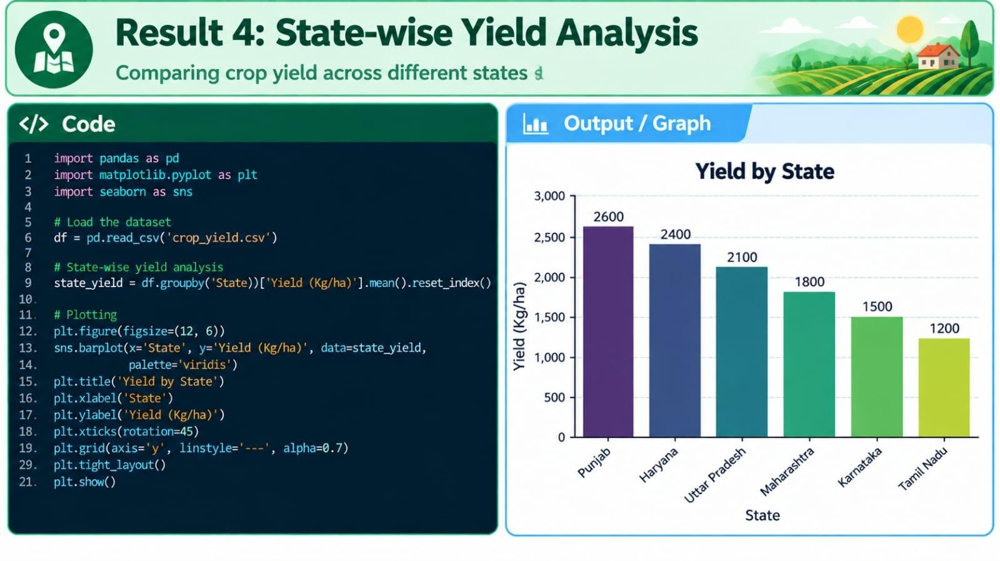 Result 4: State-wise Yield Analysis
Comparing crop yield across different states
</> Code
1 import pandas as pd
2 import matplotlib.pyplot as plt
3 import seaborn as sns
4
5 # Load the dataset
6 df = pd.read_csv('crop_yield.csv')
7
8 # State-wise yield analysis
9 state_yield = df.groupby('State))['Yield (Kg/ha)'].mean().reset_index()
10.
11. # Plotting
12. plt.figure(figsize=(12, 6))
13. sns.barplot(x='State', y='Yield (Kg/ha)', data=state_yield,
14. palette='viridis')
15. plt.title('Yield by State')
16. plt.xlabel('State')
17. plt.ylabel('Yield (Kg/ha)')
18. plt.xticks(rotation=45)
19. plt.grid(axis='y', linstyle='---', alpha=0.7)
29. plt.tight_layout()
21. plt.show()
Output / Graph
Yield by State
Yield (Kg/ha)
3,000
2,500
2,000
1,500
1,000
500
0
2600
2400
2100
1800
1500
1200
Punjab
Haryana
Uttar Pradesh
Maharashtra
Karnataka
Tamil Nadu
State